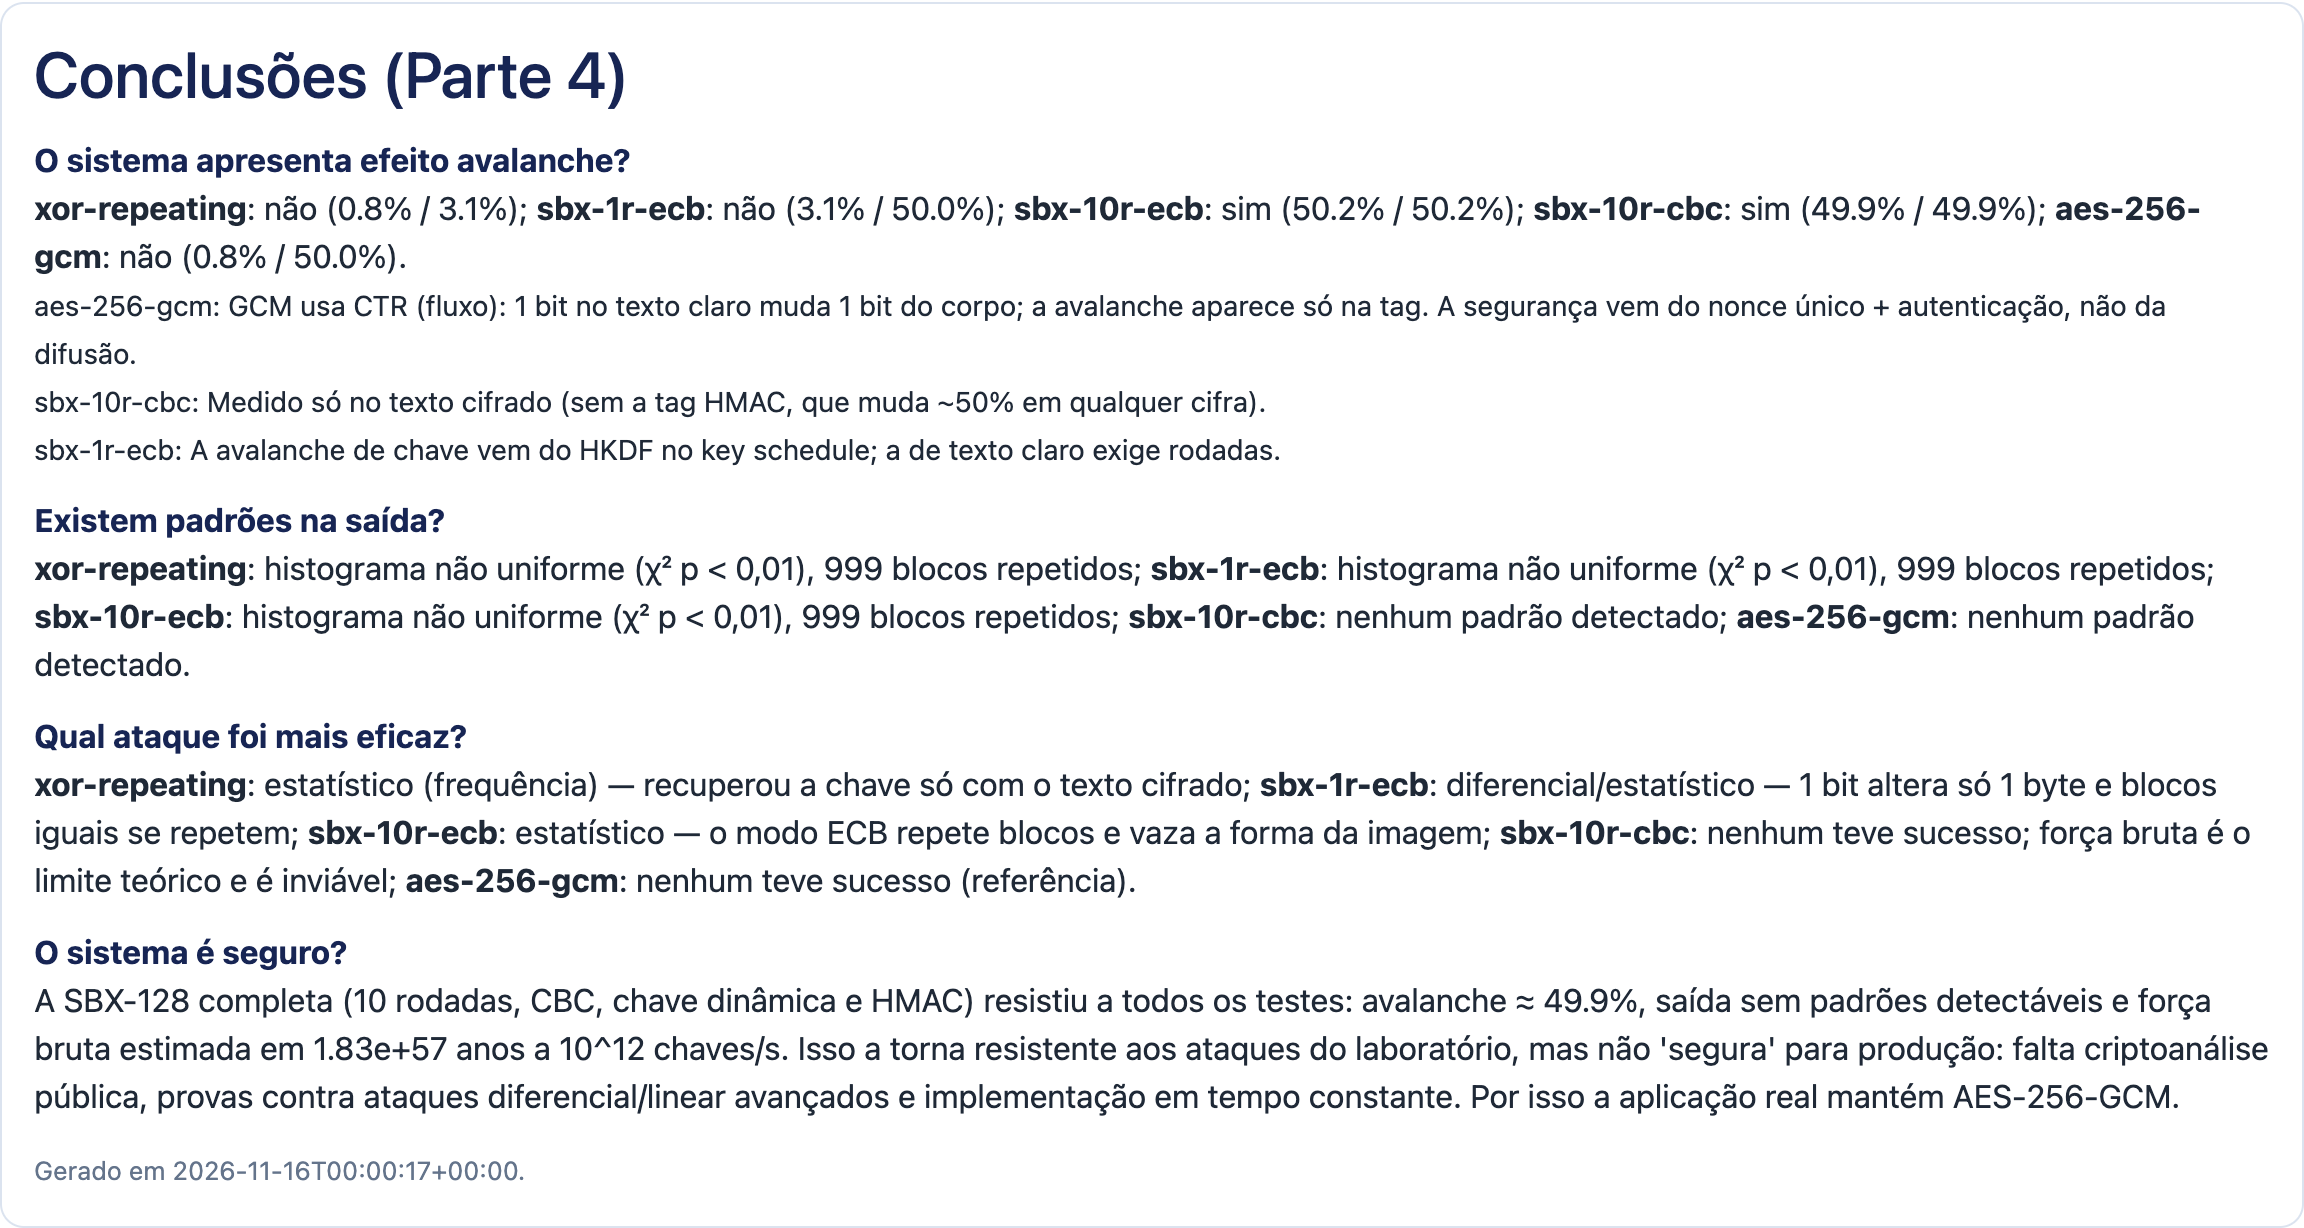 Conclusões (Parte 4)
O sistema apresenta efeito avalanche?
xor-repeating: não (0.8% / 3.1%); sbx-1r-ecb: não (3.1% / 50.0%); sbx-10r-ecb: sim (50.2% / 50.2%); sbx-10r-cbc: sim (49.9% / 49.9%); aes-256-
gcm: não (0.8% / 50.0%).
aes-256-gcm: GCM usa CTR (fluxo): 1 bit no texto claro muda 1 bit do corpo; a avalanche aparece só na tag. A segurança vem do nonce único + autenticação, não da
difusão.
sbx-10r-cbc: Medido só no texto cifrado (sem a tag HMAC, que muda ~50% em qualquer cifra).
sbx-1r-ecb: A avalanche de chave vem do HKDF no key schedule; a de texto claro exige rodadas.
Existem padrões na saída?
xor-repeating: histograma não uniforme (χ² p < 0,01), 999 blocos repetidos; sbx-1r-ecb: histograma não uniforme (χ² p < 0,01), 999 blocos repetidos;
sbx-10r-ecb: histograma não uniforme (χ² p < 0,01), 999 blocos repetidos; sbx-10r-cbc: nenhum padrão detectado; aes-256-gcm: nenhum padrão
detectado.
Qual ataque foi mais eficaz?
xor-repeating: estatístico (frequência) — recuperou a chave só com o texto cifrado; sbx-1r-ecb: diferencial/estatístico — 1 bit altera só 1 byte e blocos
iguais se repetem; sbx-10r-ecb: estatístico — o modo ECB repete blocos e vaza a forma da imagem; sbx-10r-cbc: nenhum teve sucesso; força bruta é o
limite teórico e é inviável; aes-256-gcm: nenhum teve sucesso (referência).
O sistema é seguro?
A SBX-128 completa (10 rodadas, CBC, chave dinâmica e HMAC) resistiu a todos os testes: avalanche ≈ 49.9%, saída sem padrões detectáveis e força
bruta estimada em 1.83e+57 anos a 10^12 chaves/s. Isso a torna resistente aos ataques do laboratório, mas não 'segura' para produção: falta criptoanálise
pública, provas contra ataques diferencial/linear avançados e implementação em tempo constante. Por isso a aplicação real mantém AES-256-GCM.
Gerado em 2026-11-16T00:00:17+00:00.